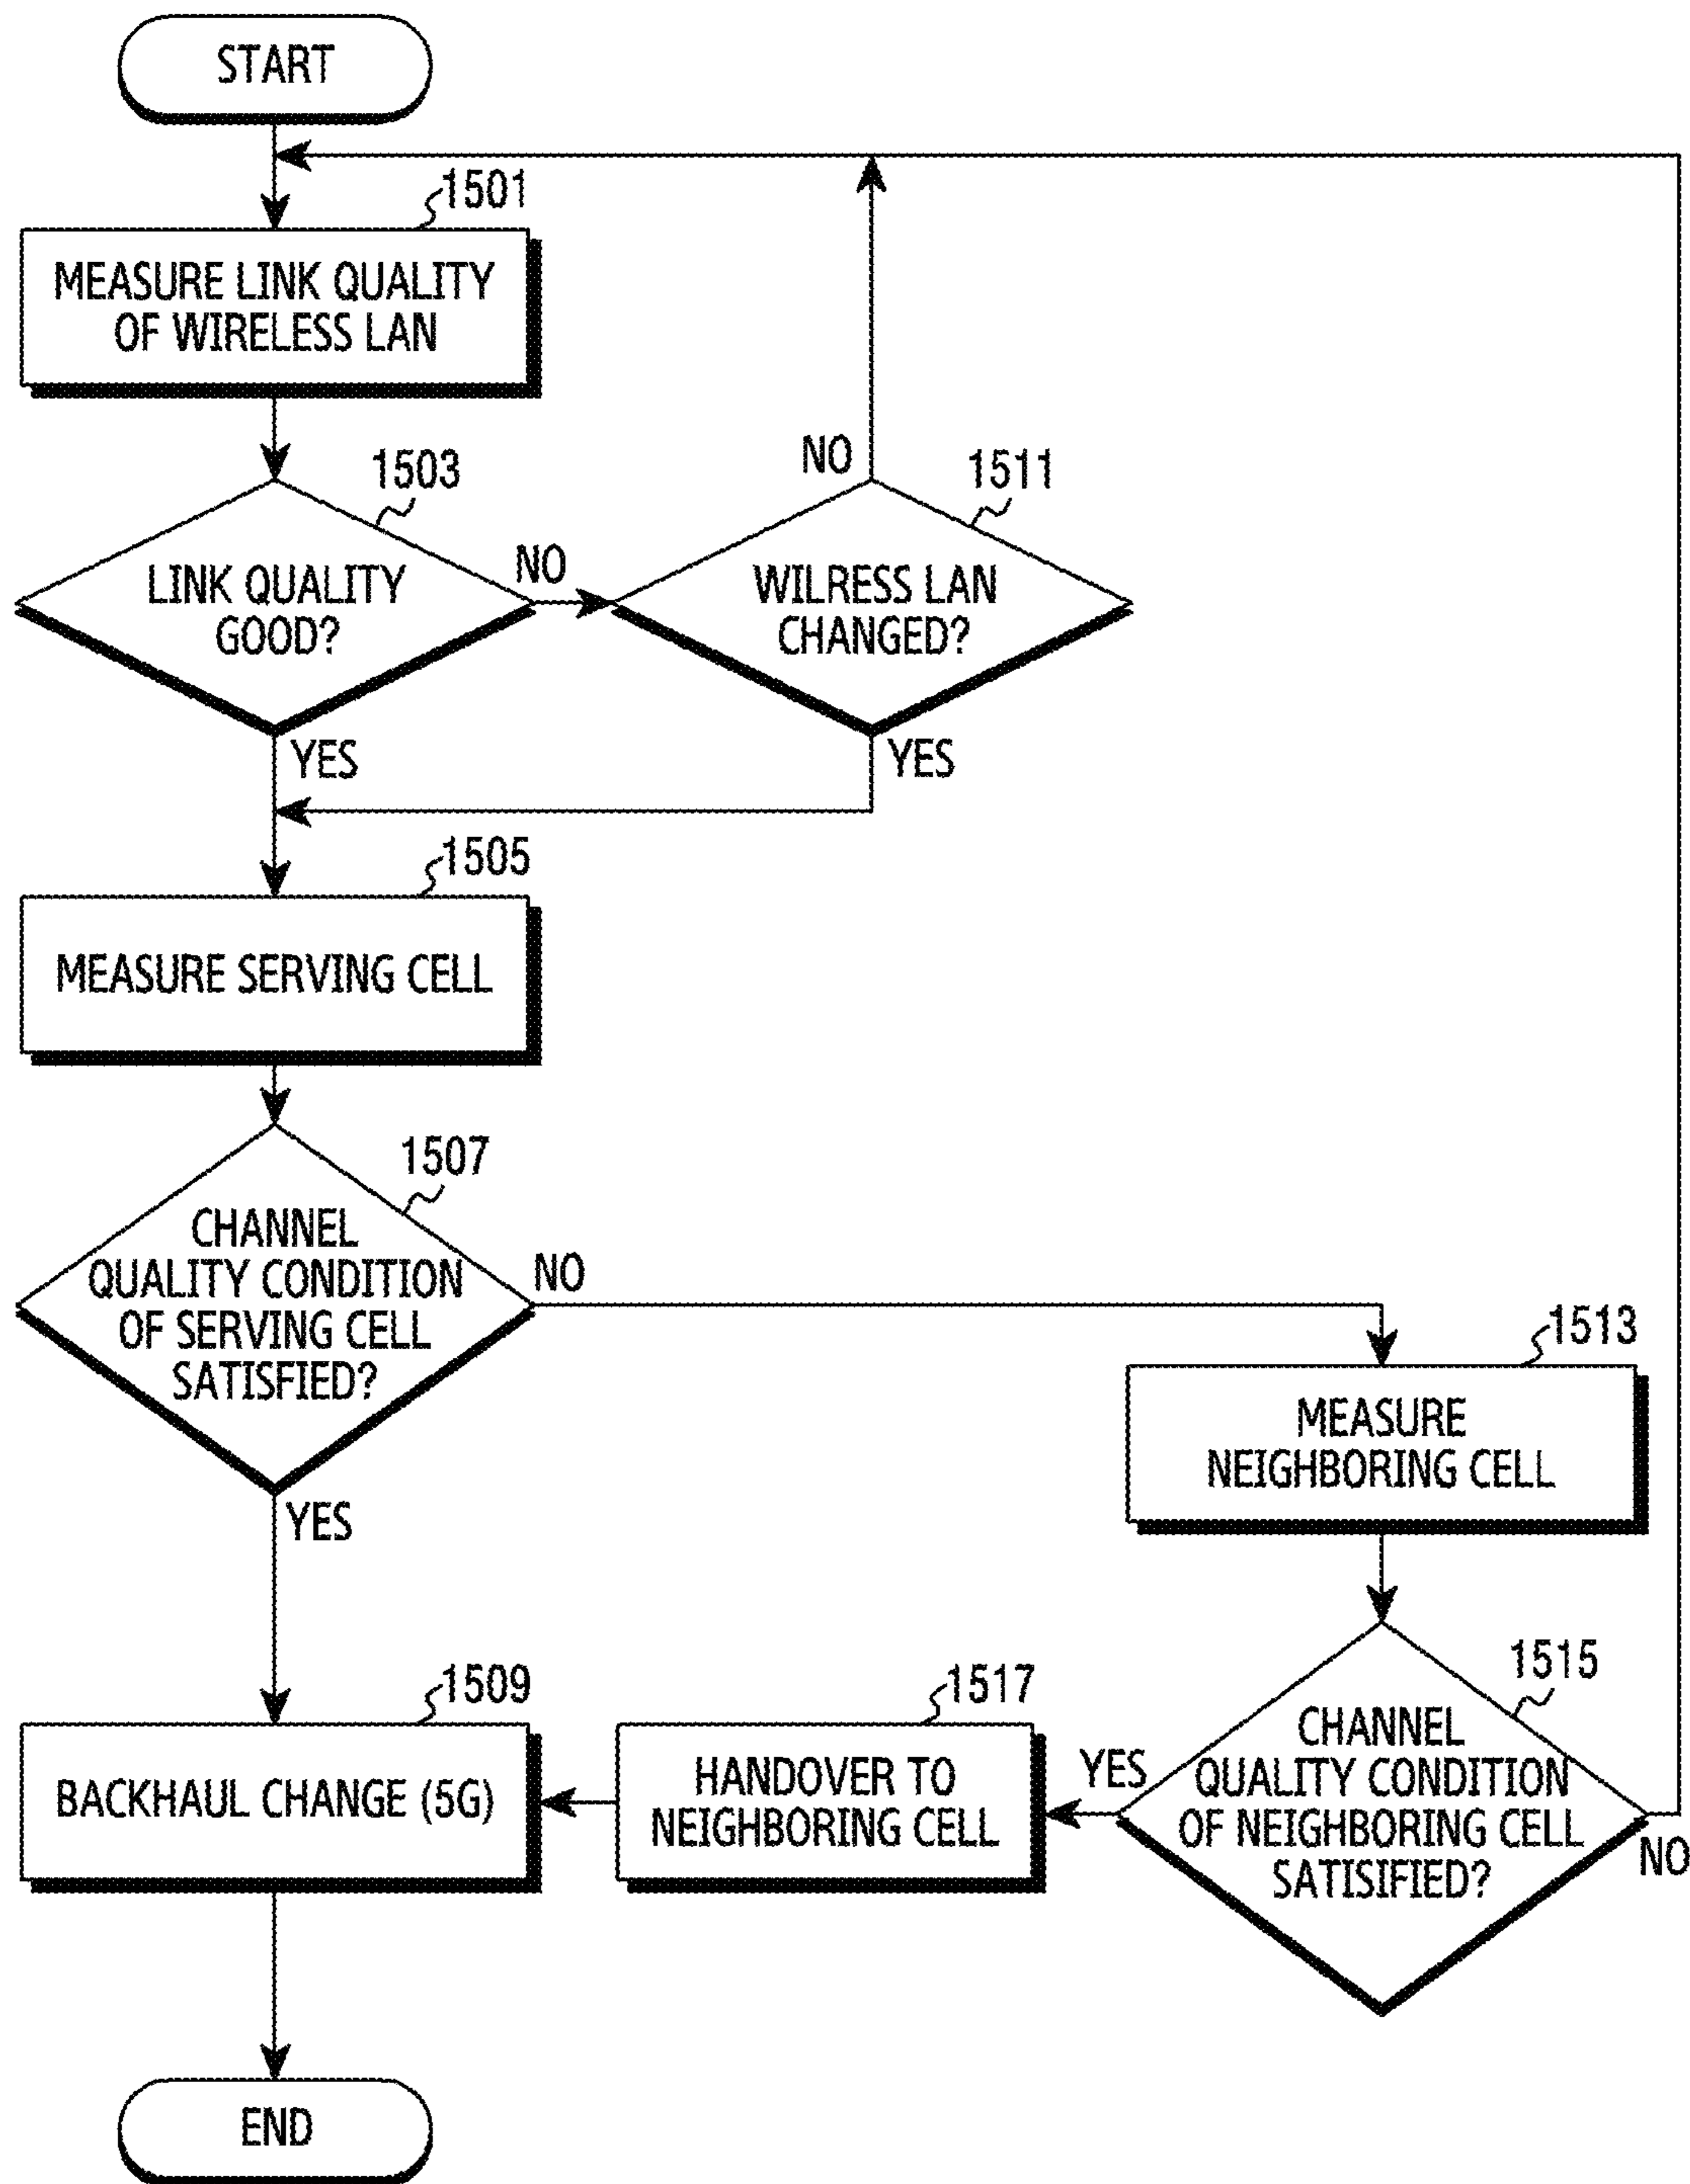 START
1501
MEASURE LINK QUALITY
OF WIRELESS LAN
1503
LINK QUALITY
GOOD?
NO
YES
1511
WILRESS LAN
CHANGED?
NO
YES
1505
MEASURE SERVING CELL
1507
CHANNEL
QUALITY CONDITION
OF SERVING CELL
SATISFIED?
NO
YES
1513
MEASURE
NEIGHBORING CELL
1515
CHANNEL
QUALITY CONDITION
OF NEIGHBORING CELL
SATISIFIED?
YES
NO
1517
HANDOVER TO
NEIGHBORING CELL
1509
BACKHAUL CHANGE (5G)
END